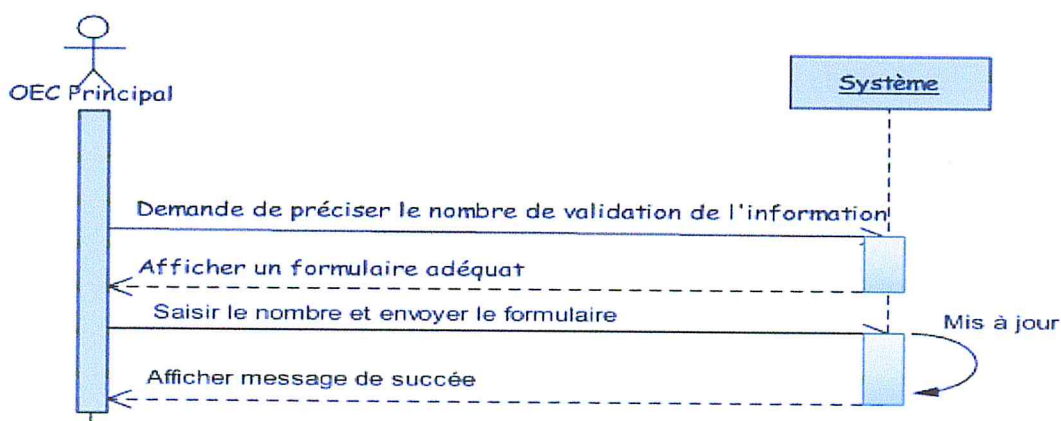 OEC Principal
Système
Demande de préciser le nombre de validation de l'information
Afficher un formulaire adéquat
Saisir le nombre et envoyer le formulaire
Mis à jour
Afficher message de succée